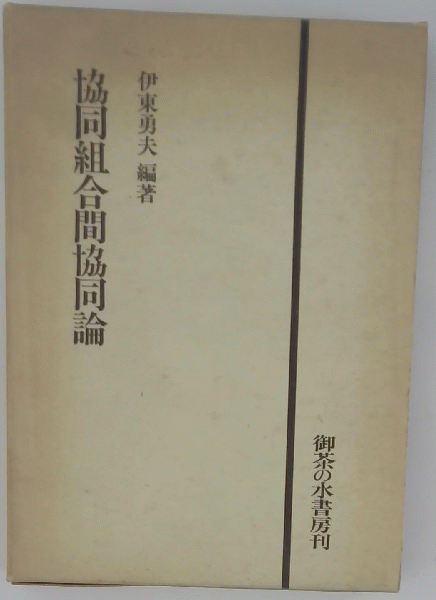 御茶の水書房刊
伊東勇夫 編著
協同組合間協同論